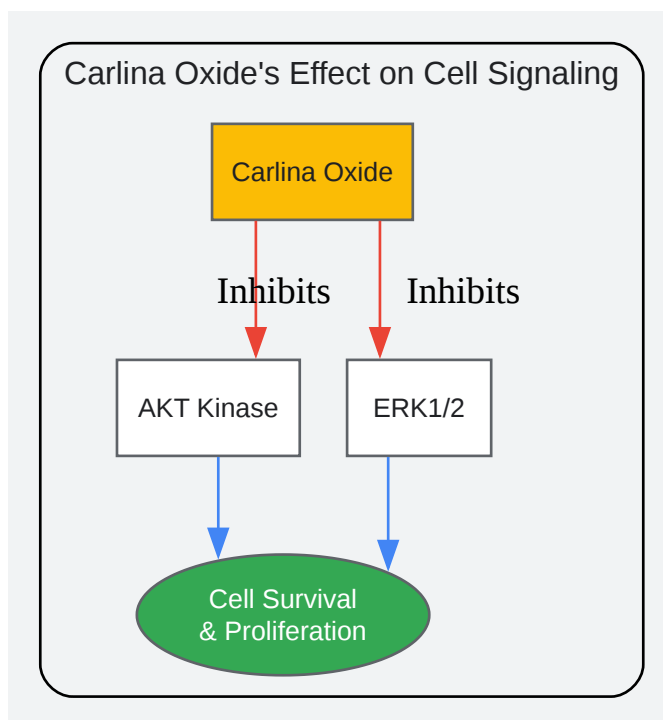 Carlina Oxide's Effect on Cell Signaling
Carlina Oxide
Inhibits
Inhibits
AKT Kinase
ERK1/2
Cell Survival
& Proliferation